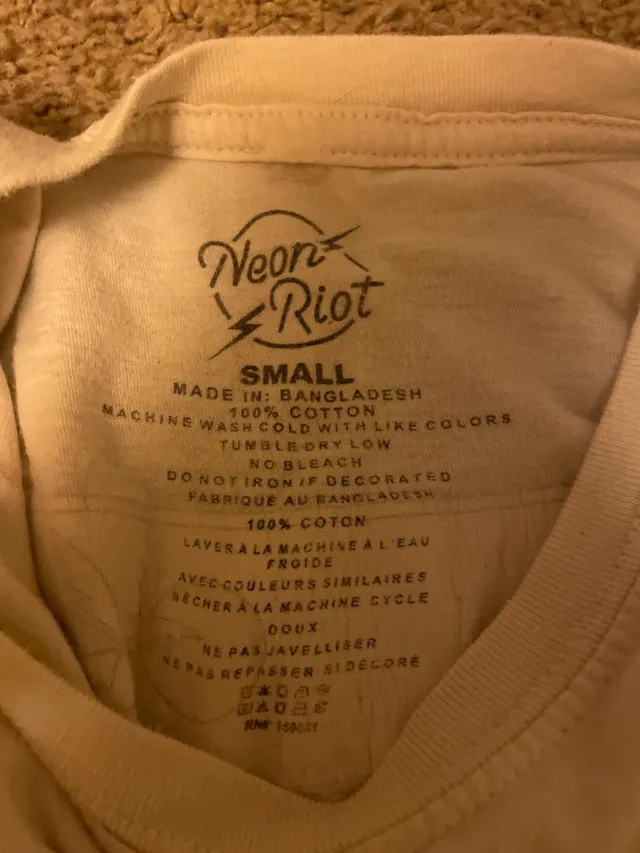 Neon
Riot
SMALL
MADE IN: BANGLADESH
100% COTTON
MACHINE WASH COLD WITH LIKE COLORS
TUMBLE DRY LOW
NO BLEACH
DO NOT IRON IF DECORATED
FABRIQUÉ AU BANGLADESH
100% COTON
LAVER À LA MACHINE À L'EAU
FROIDE
AVEC COULEURS SIMILAIRES
SÉCHER À LA MACHINE CYCLE
DOUX
NE PAS JAVELLISER
NE PAS REPASSER SI DÉCORÉ
RN#